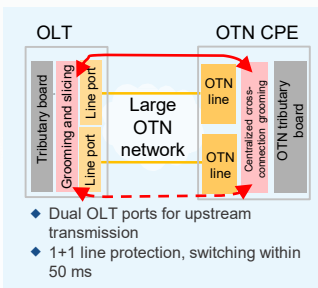 OLT
OTN CPE
Tributary board
Grooming and slicing
Line port
Line port
Large
OTN
network
OTN
line
OTN
line
Centralized cross-
connection grooming
OTN tributary
board
◆ Dual OLT ports for upstream
transmission
◆ 1+1 line protection, switching within
50 ms